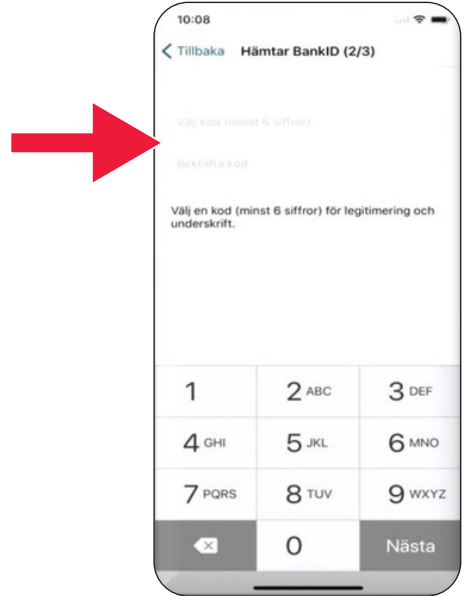 10:08
Tillbaka Hämtar BankID (2/3)
Välj kod (minst 6 siffror)
Bekräfta kod
Välj en kod (minst 6 siffror) för legitimering och
underskrift.
1 2 ABC 3 DEF
4 GHI 5 JKL 6 MNO
7 PQRS 8 TUV 9 WXYZ
0 Nästa